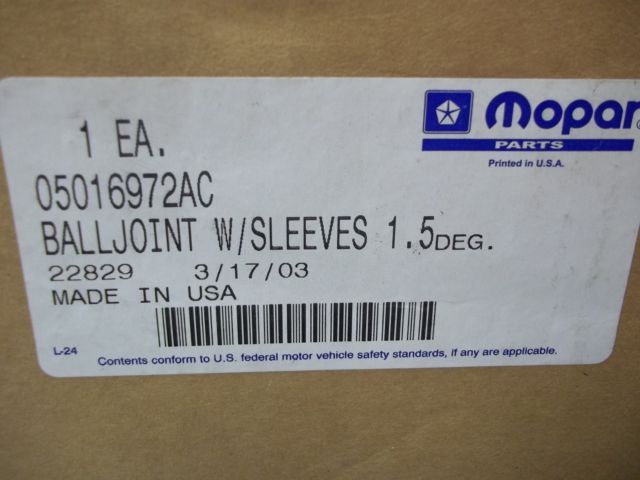 Mopar
PARTS
Printed in U.S.A.
1 EA.
05016972AC
BALLJOINT W/SLEEVES 1.5DEG.
22829 3/17/03
MADE IN USA
L-24
Contents conform to U.S. federal motor vehicle safety standards, if any are applicable.